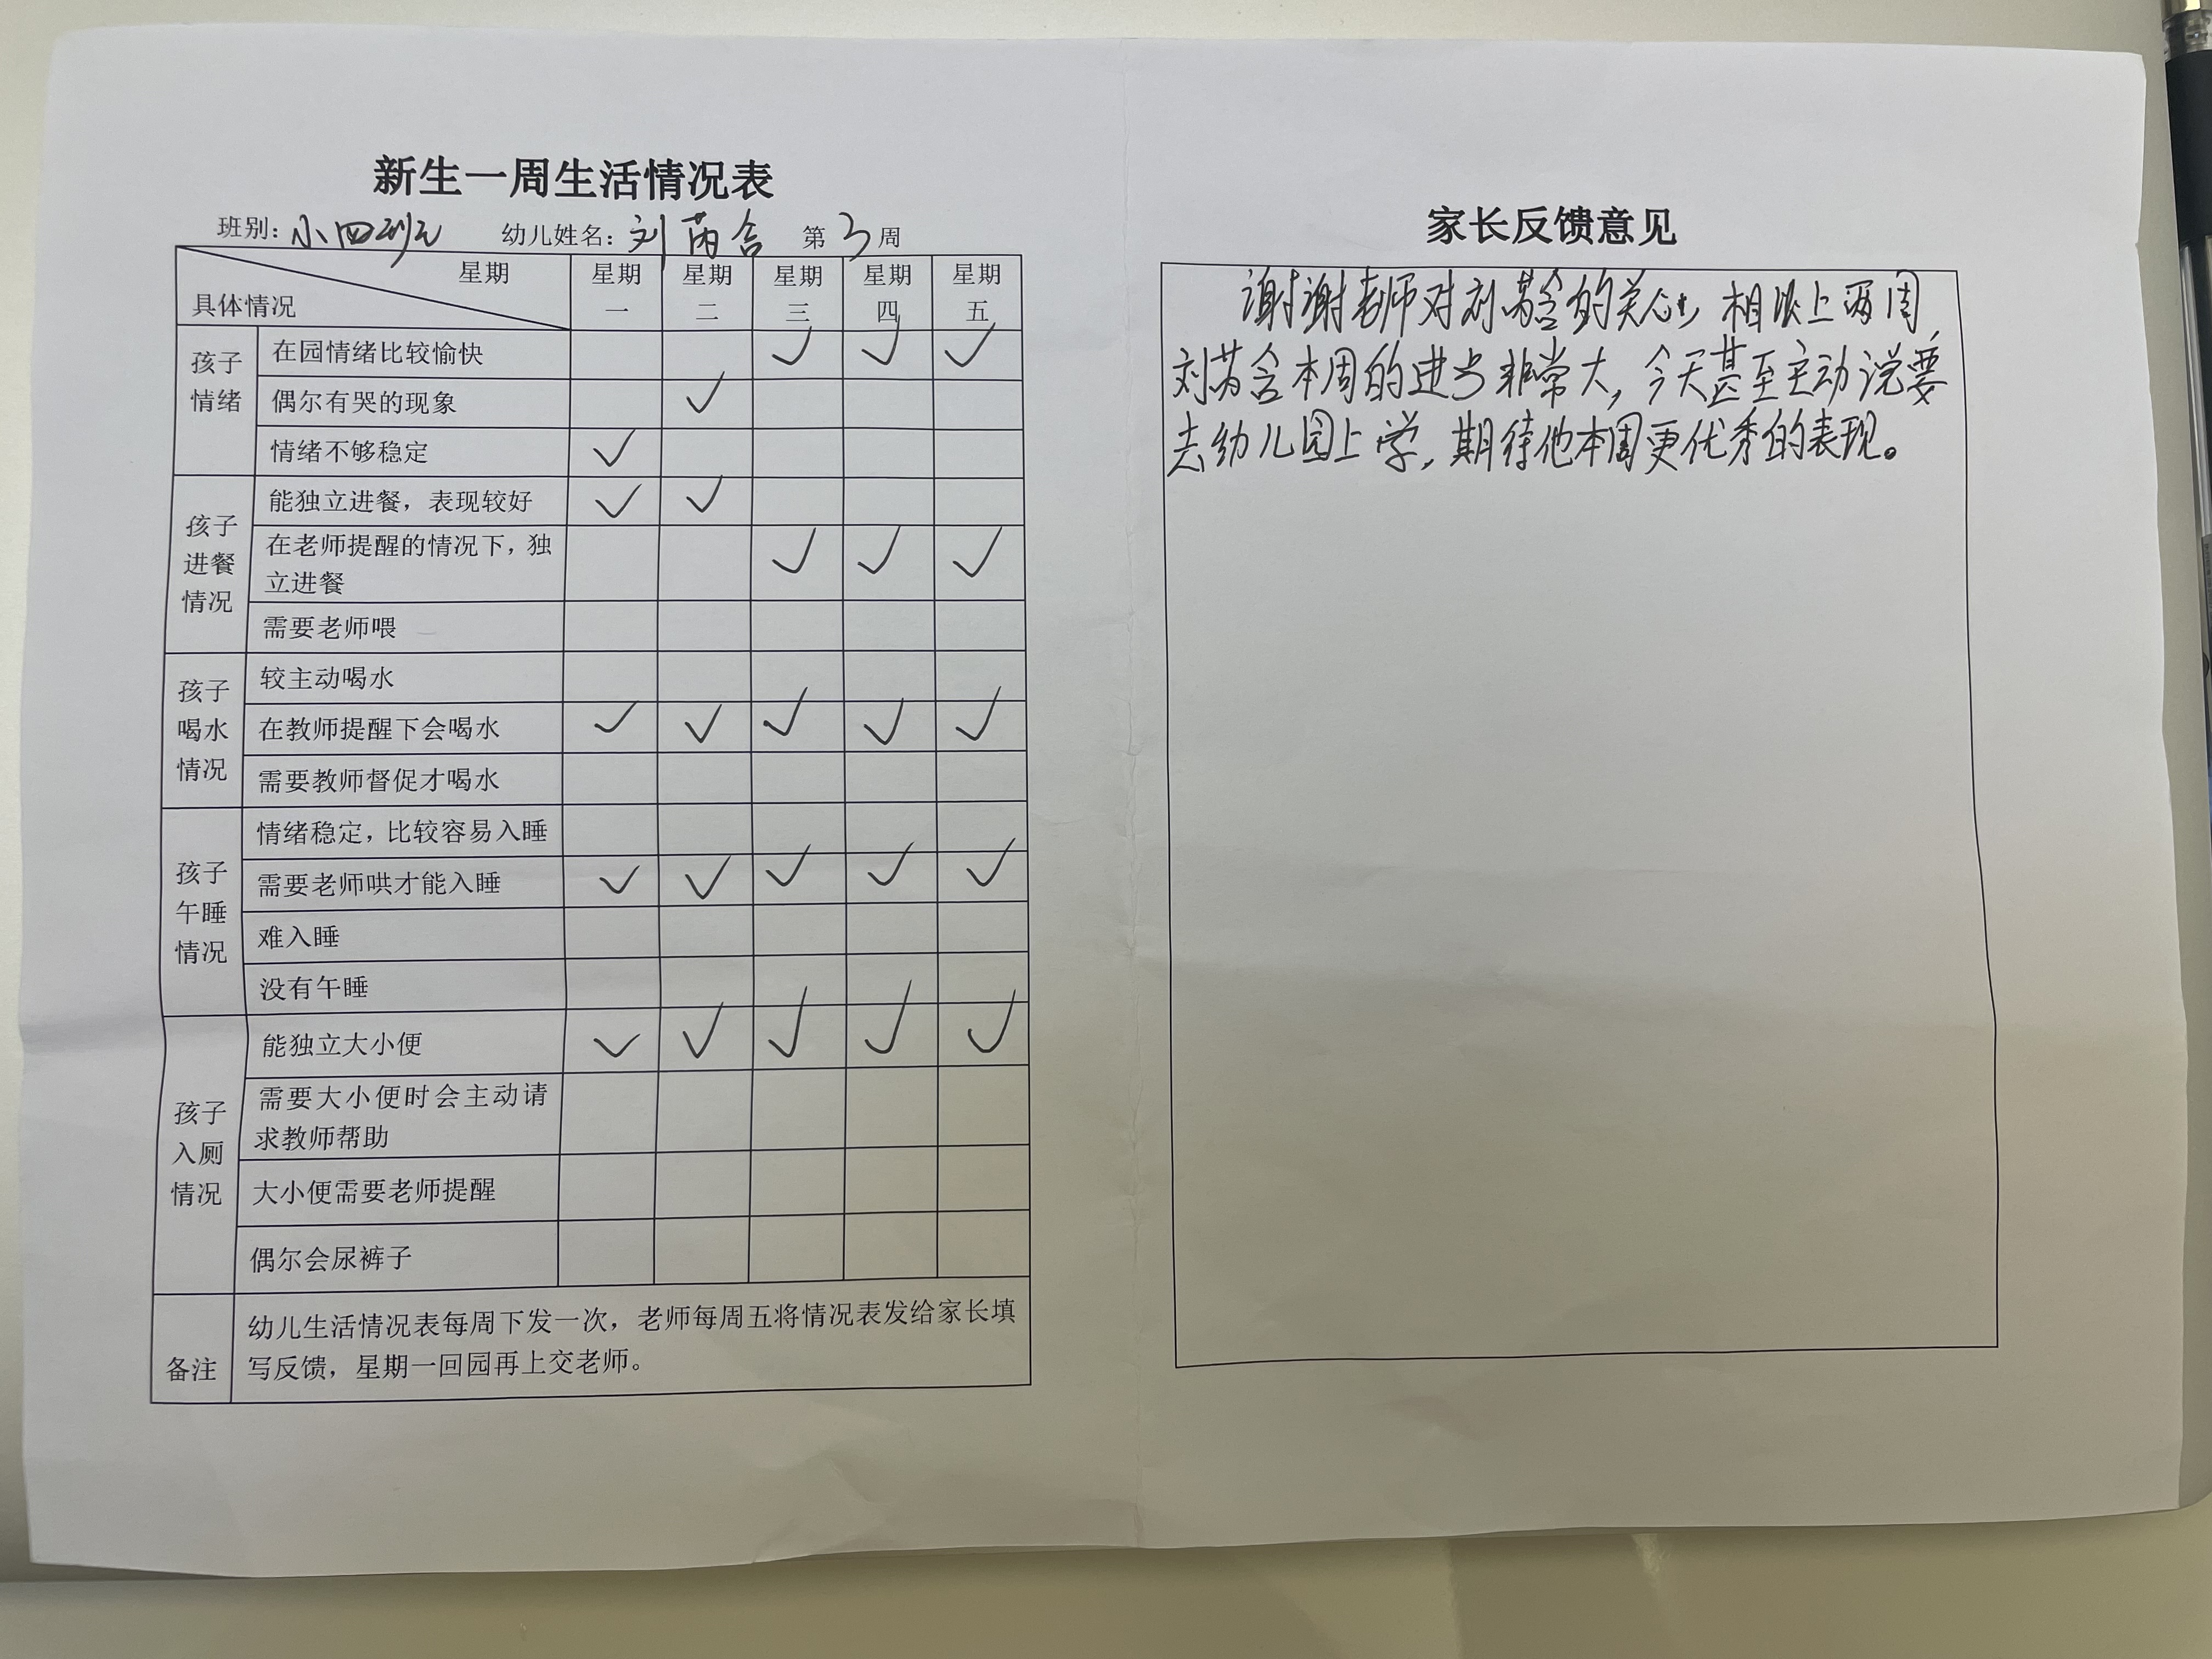 新生一周生活情况表
班别：小四班 幼儿姓名：刘芮含 第3周
星期
具体情况
星期一 星期二 星期三 星期四 星期五
孩子情绪
在园情绪比较愉快 ✓ ✓ ✓
偶尔有哭的现象 ✓
情绪不够稳定 ✓
孩子进餐情况
能独立进餐，表现较好 ✓ ✓
在老师提醒的情况下，独
立进餐 ✓ ✓ ✓
需要老师喂
孩子喝水情况
较主动喝水
在教师提醒下会喝水 ✓ ✓ ✓ ✓ ✓
需要教师督促才喝水
孩子午睡情况
情绪稳定，比较容易入睡
需要老师哄才能入睡 ✓ ✓ ✓ ✓ ✓
难入睡
没有午睡
孩子入厕情况
能独立大小便 ✓ ✓ ✓ ✓ ✓
需要大小便时会主动请
求教师帮助
大小便需要老师提醒
偶尔会尿裤子
备注
幼儿生活情况表每周下发一次，老师每周五将情况表发给家长填
写反馈，星期一回园再上交老师。
家长反馈意见
谢谢老师对刘芮含的关心，相比上两周，
刘芮含本周的进步非常大，今天甚至主动说要
去幼儿园上学，期待他本周更优秀的表现。